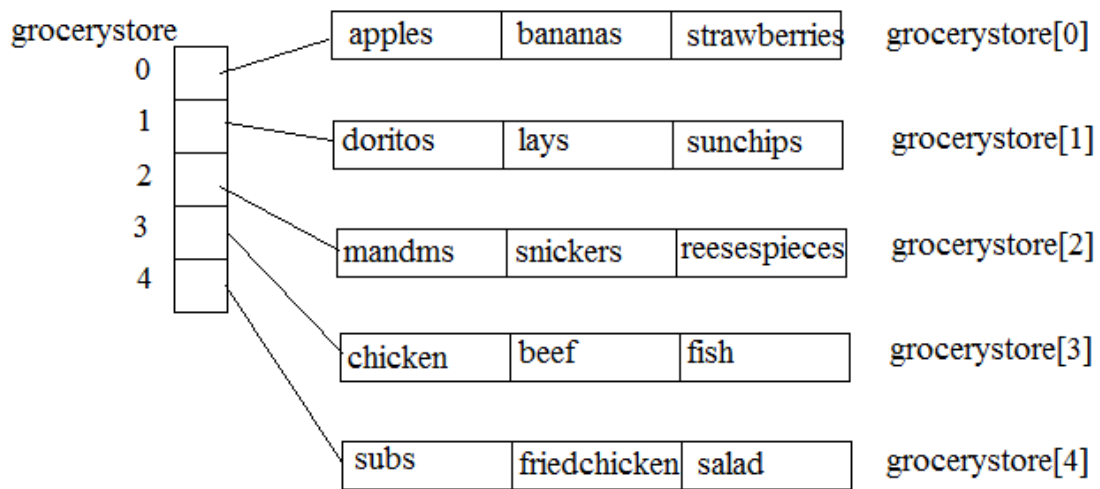 grocerystore
0
1
2
3
4
apples bananas strawberries grocerystore[0]
doritos lays sunchips grocerystore[1]
mandms snickers reesespieces grocerystore[2]
chicken beef fish grocerystore[3]
subs friedchicken salad grocerystore[4]